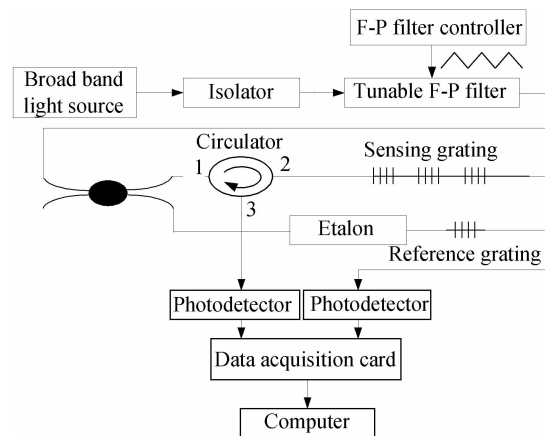 F-P filter controller
Broad band
light source
Isolator
Tunable F-P filter
Circulator
1
2
3
Sensing grating
Etalon
Reference grating
Photodetector
Photodetector
Data acquisition card
Computer